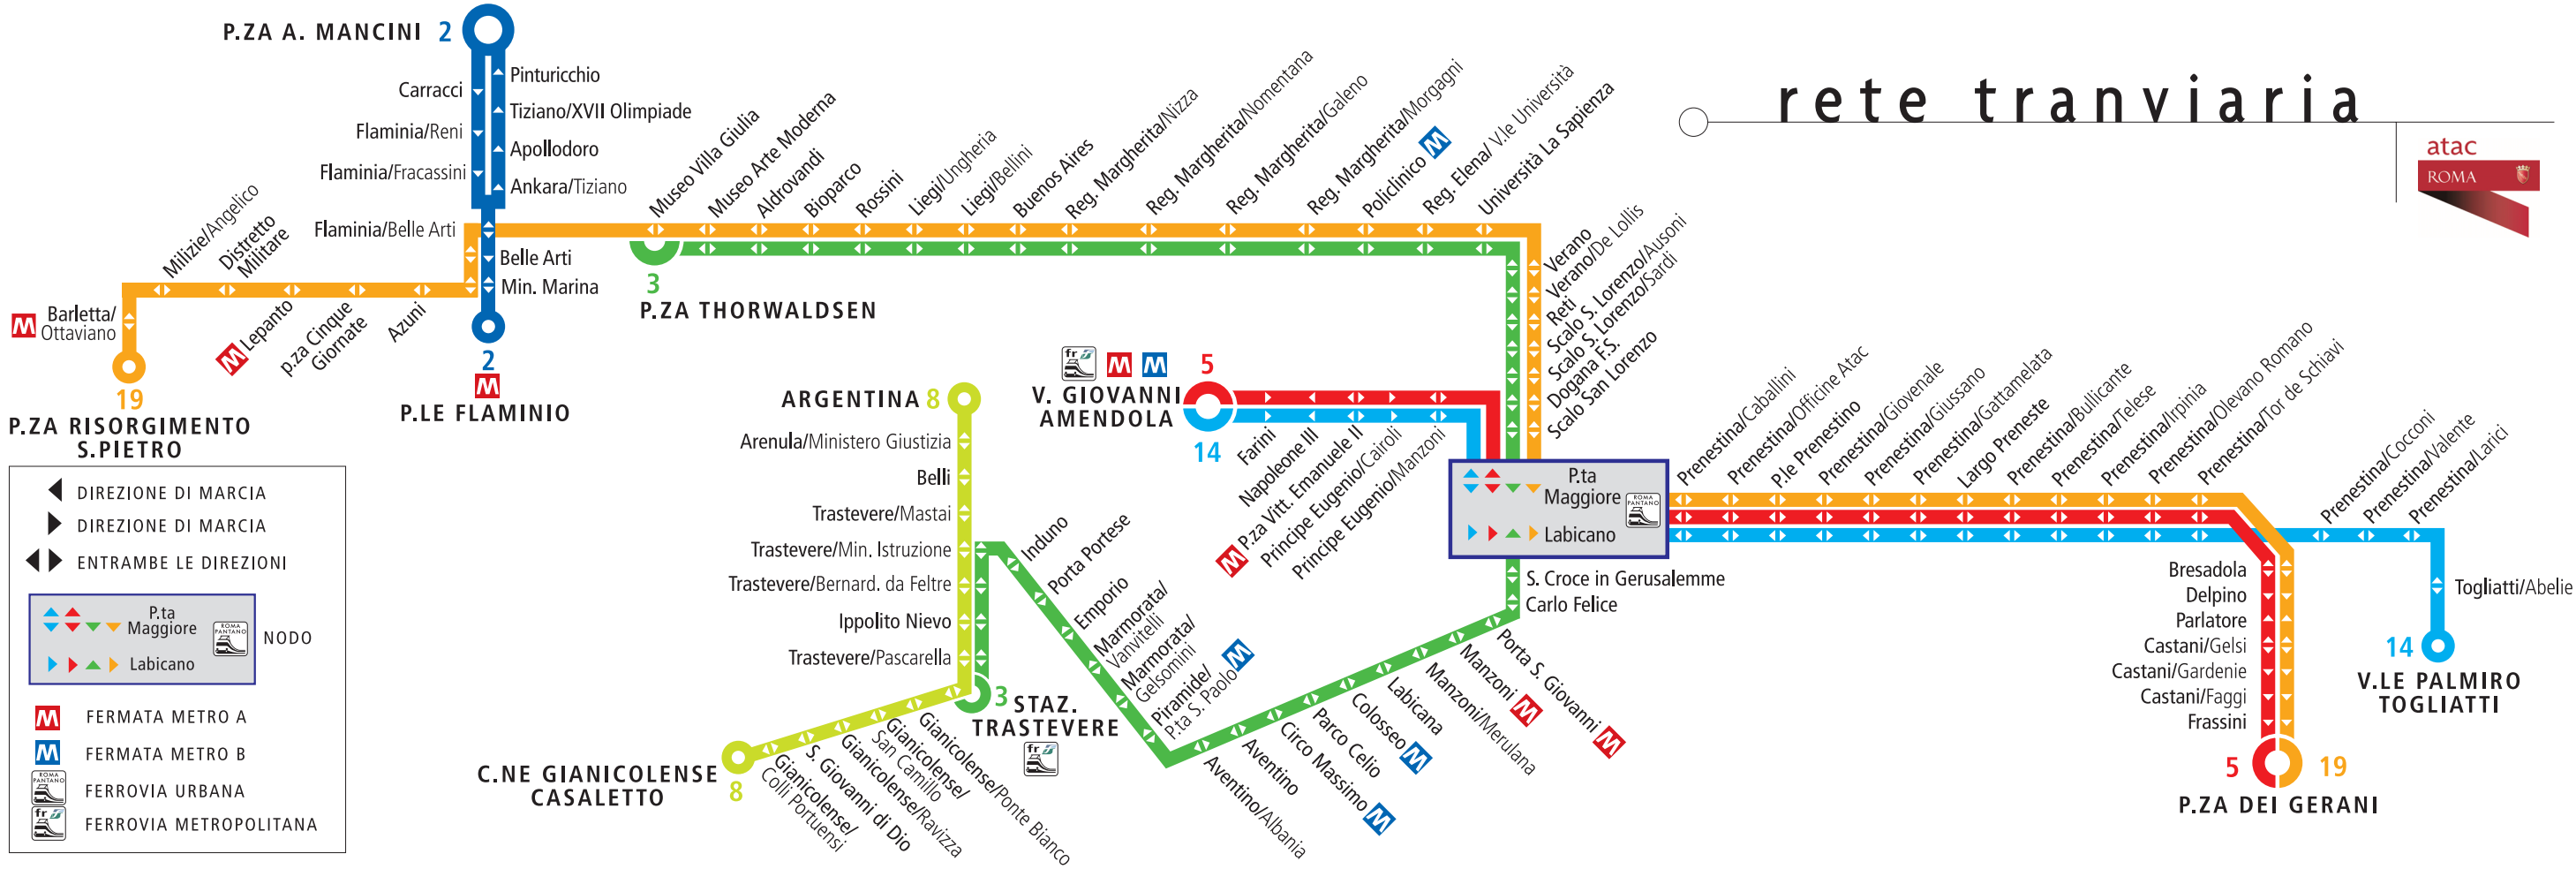 rete tranviaria
atac
ROMA
P.ZA A. MANCINI 2
Carracci
Flaminia/Reni
Flaminia/Fracassini
Flaminia/Belle Arti
Pinturicchio
Tiziano/XVII Olimpiade
Apollodoro
Ankara/Tiziano
Belle Arti
Min. Marina
2
M
P.LE FLAMINIO
Milizie/Angelico
Distretto
Militare
M Barletta/
Ottaviano
M Lepanto
p.za Cinque
Giornate
Azuni
19
P.ZA RISORGIMENTO
S.PIETRO
Museo Villa Giulia
Museo Arte Moderna
Aldrovandi
Bioparco
Rossini
Liegi/Ungheria
Liegi/Bellini
Buenos Aires
Reg. Margherita/Nizza
Reg. Margherita/Nomentana
Reg. Margherita/Galeno
Reg. Margherita/Morgagni
Policlinico M
Reg. Elena/ V.le Università
Università La Sapienza
3
P.ZA THORWALDSEN
Verano
Verano/De Lollis
Reti
Scalo S. Lorenzo/Ausoni
Scalo S. Lorenzo/Sardi
Dogana F.S.
Scalo San Lorenzo
fr M M
V. GIOVANNI
AMENDOLA
5
14
Farini
Napoleone III
M P.za Vitt. Emanuele II
Principe Eugenio/Cairoli
Principe Eugenio/Manzoni
P.ta
Maggiore
ROMA
PANTANO
Labicano
Prenestina/Caballini
Prenestina/Officine Atac
P.le Prenestino
Prenestina/Giovenale
Prenestina/Giussano
Prenestina/Gattamelata
Largo Preneste
Prenestina/Bullicante
Prenestina/Telese
Prenestina/Irpinia
Prenestina/Olevano Romano
Prenestina/Tor de Schiavi
Prenestina/Cocconi
Prenestina/Valente
Prenestina/Larici
Togliatti/Abelie
14
V.LE PALMIRO
TOGLIATTI
Bresadola
Delpino
Parlatore
Castani/Gelsi
Castani/Gardenie
Castani/Faggi
Frassini
5
19
P.ZA DEI GERANI
S. Croce in Gerusalemme
Carlo Felice
Porta S. Giovanni M
Manzoni M
Manzoni/Merulana
Labicana
Colosseo M
Parco Celio
Circo Massimo M
Aventino
Aventino/Albania
Piramide/
P.ta S. Paolo M
Marmorata/
Gelsomini
Marmorata/
Vanvitelli
Emporio
Porta Portese
Induno
ARGENTINA 8
Arenula/Ministero Giustizia
Belli
Trastevere/Mastai
Trastevere/Min. Istruzione
Trastevere/Bernard. da Feltre
Ippolito Nievo
Trastevere/Pascarella
3 STAZ.
TRASTEVERE
fr
Gianicolense/Ponte Bianco
Gianicolense/
San Camillo
Gianicolense/Ravizza
S. Giovanni di Dio
Gianicolense/
Colli Portuensi
C.NE GIANICOLENSE
CASALETTO
8
DIREZIONE DI MARCIA
DIREZIONE DI MARCIA
ENTRAMBE LE DIREZIONI
P.ta
Maggiore
ROMA
PANTANO
Labicano
NODO
M FERMATA METRO A
M FERMATA METRO B
ROMA
PANTANO
FERROVIA URBANA
fr
FERROVIA METROPOLITANA